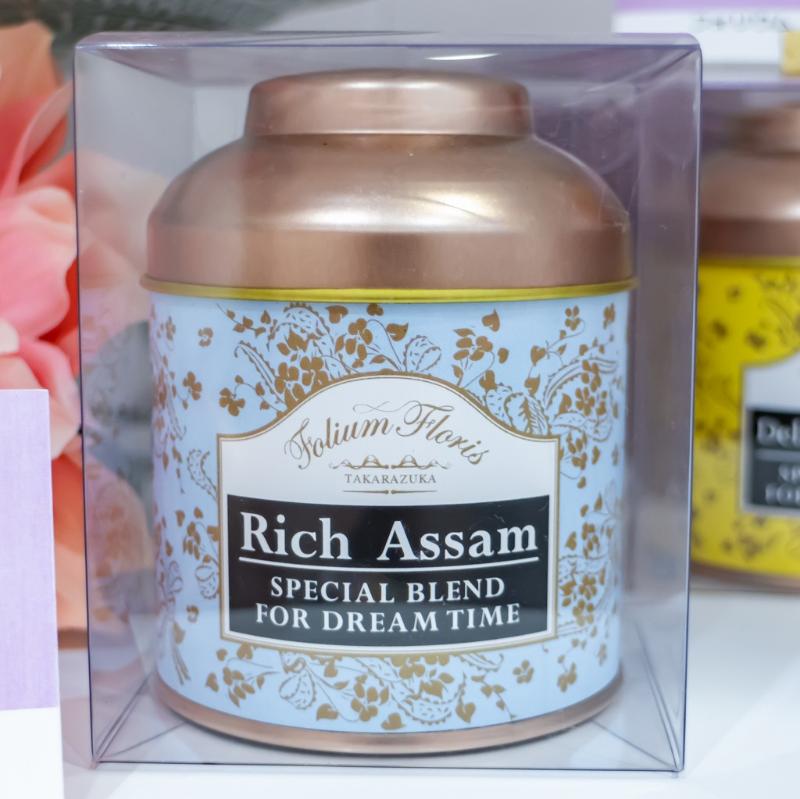 Folium Floris
TAKARAZUKA
Rich Assam
SPECIAL BLEND
FOR DREAM TIME